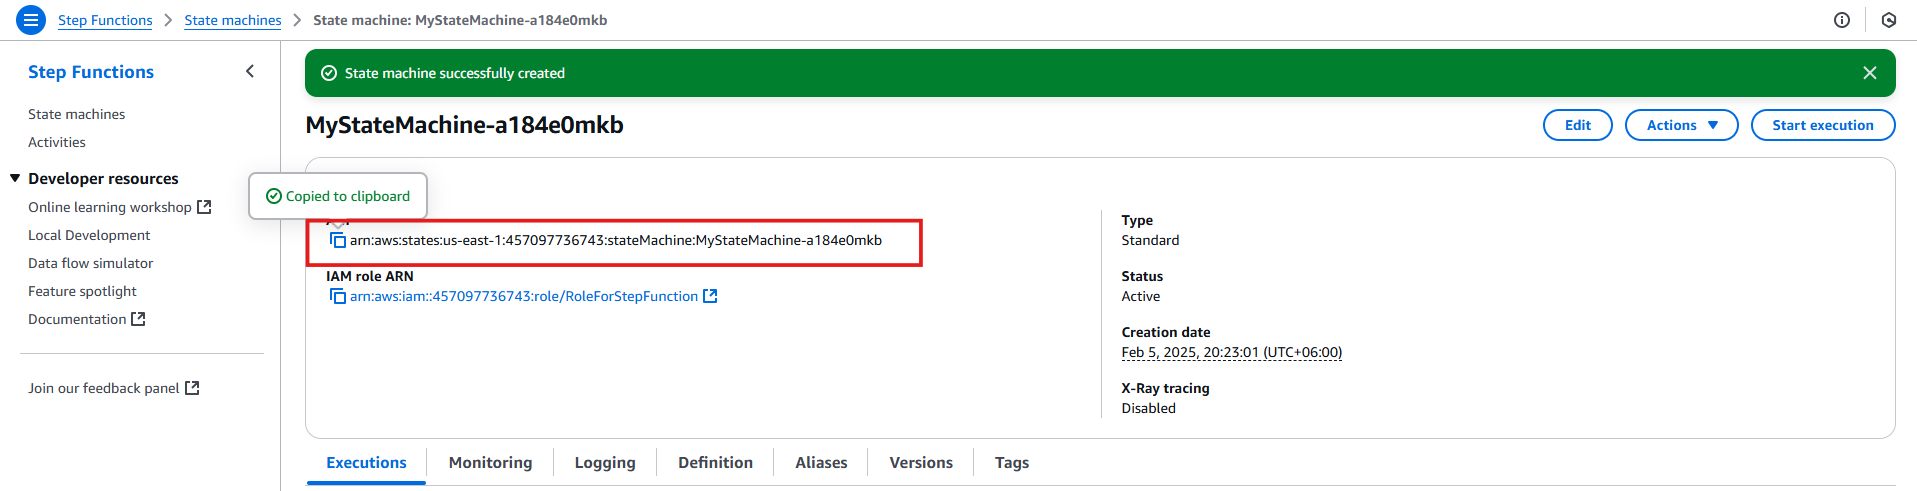 Step Functions > State machines > State machine: MyStateMachine-a184e0mkb
Step Functions
State machines
Activities
Developer resources
Online learning workshop
Local Development
Data flow simulator
Feature spotlight
Documentation
Join our feedback panel
State machine successfully created
MyStateMachine-a184e0mkb
Edit
Actions
Start execution
Copied to clipboard
arn:aws:states:us-east-1:457097736743:stateMachine:MyStateMachine-a184e0mkb
IAM role ARN
arn:aws:iam::457097736743:role/RoleForStepFunction
Type
Standard
Status
Active
Creation date
Feb 5, 2025, 20:23:01 (UTC+06:00)
X-Ray tracing
Disabled
Executions
Monitoring
Logging
Definition
Aliases
Versions
Tags